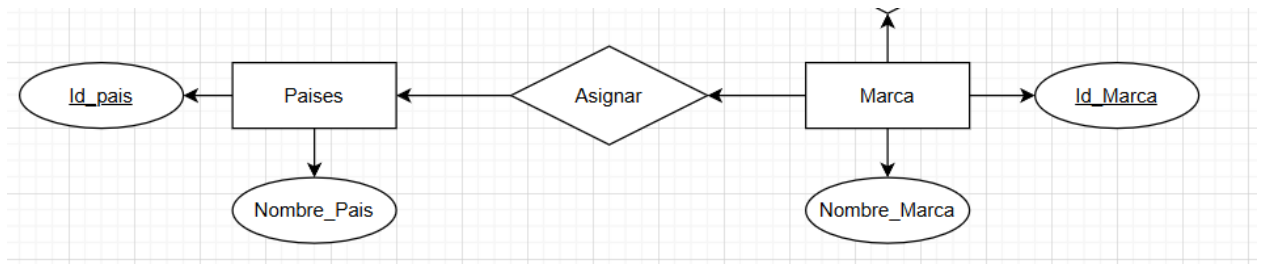 Id_pais
Paises
Asignar
Marca
Id_Marca
Nombre_Pais
Nombre_Marca